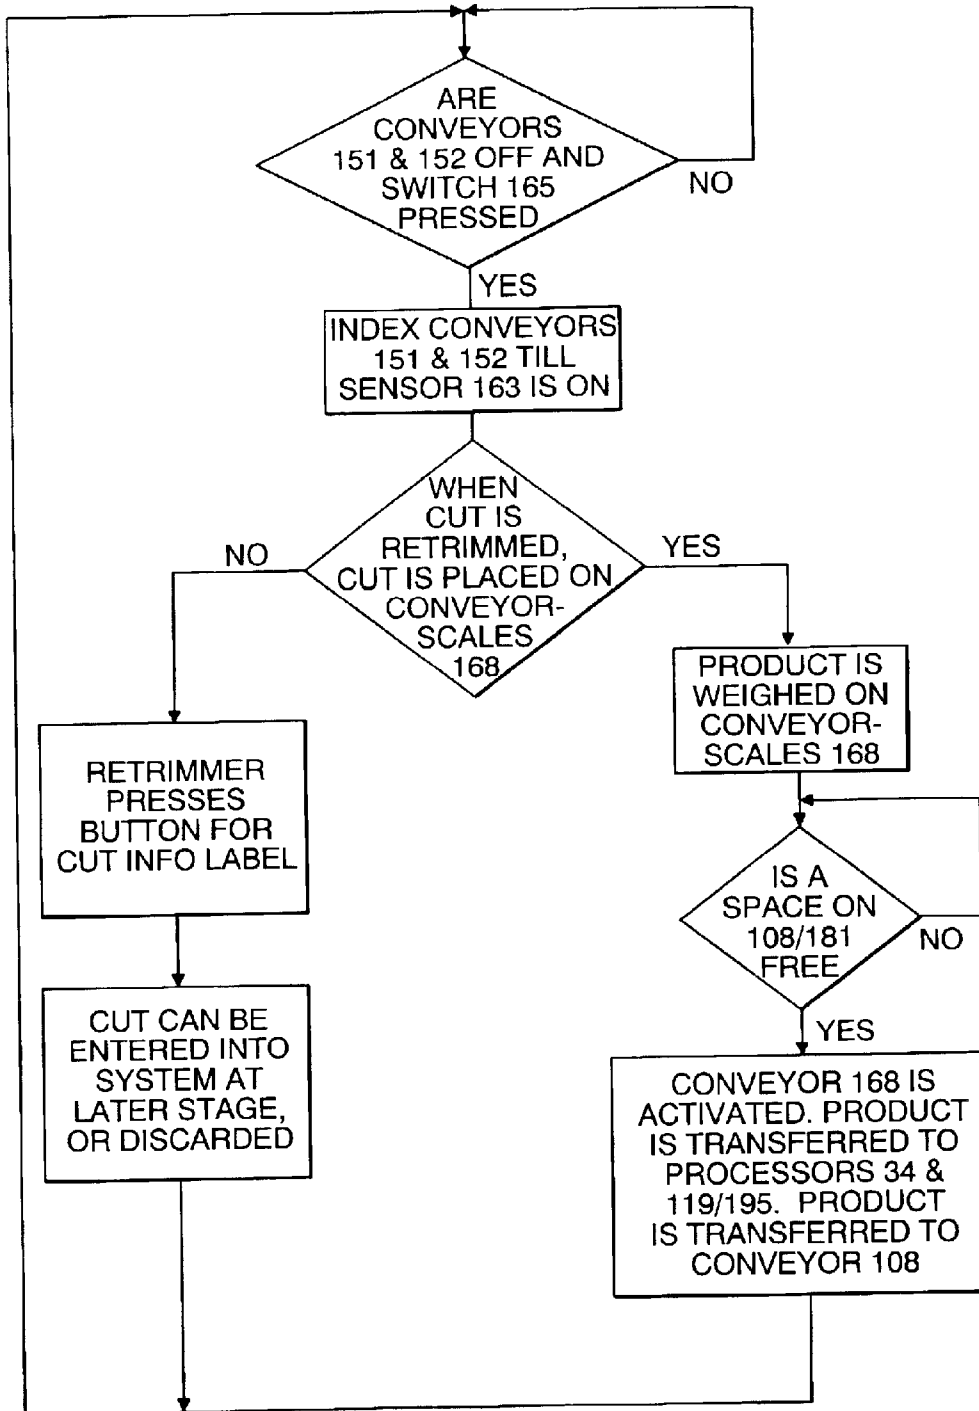 ARE
CONVEYORS
151 & 152 OFF AND
SWITCH 165
PRESSED
NO
YES
INDEX CONVEYORS
151 & 152 TILL
SENSOR 163 IS ON
WHEN
CUT IS
RETRIMMED,
CUT IS PLACED ON
CONVEYOR-
SCALES
168
NO
YES
RETRIMMER
PRESSES
BUTTON FOR
CUT INFO LABEL
CUT CAN BE
ENTERED INTO
SYSTEM AT
LATER STAGE,
OR DISCARDED
PRODUCT IS
WEIGHED ON
CONVEYOR-
SCALES 168
IS A
SPACE ON
108/181
FREE
NO
YES
CONVEYOR 168 IS
ACTIVATED. PRODUCT
IS TRANSFERRED TO
PROCESSORS 34 &
119/195. PRODUCT
IS TRANSFERRED TO
CONVEYOR 108